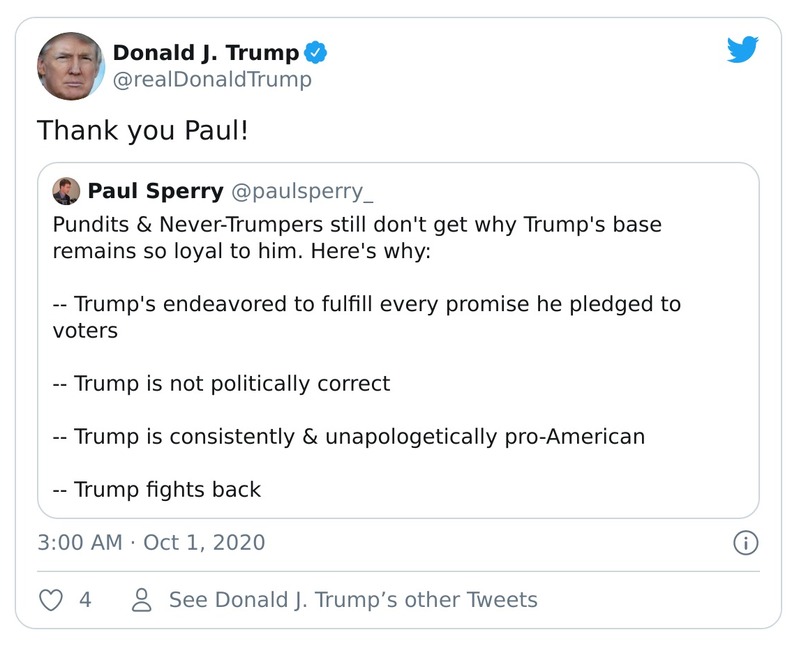 Donald J. Trump
@realDonaldTrump
Thank you Paul!
Paul Sperry @paulsperry_
Pundits & Never-Trumpers still don't get why Trump's base
remains so loyal to him. Here's why:
-- Trump's endeavored to fulfill every promise he pledged to
voters
-- Trump is not politically correct
-- Trump is consistently & unapologetically pro-American
-- Trump fights back
3:00 AM · Oct 1, 2020
4 See Donald J. Trump’s other Tweets